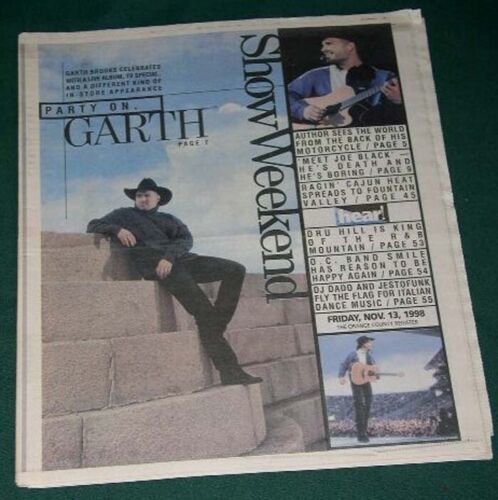 GARTH BROOKS CELEBRATES
WITH A LIVE ALBUM, TV SPECIAL,
AND A DIFFERENT KIND OF
IN-STORE APPEARANCE
PARTY ON,
GARTH
PAGE 7
Show Weekend
AUTHOR SEES THE WORLD
FROM THE BACK OF HIS
MOTORCYCLE / PAGE 5
'MEET JOE BLACK' —
HE'S DEATH AND
HE'S BORING / PAGE 9
RAGIN' CAJUN HEAT
SPREADS TO FOUNTAIN
VALLEY / PAGE 45
hear!
DRU HILL IS KING
OF THE R&B
MOUNTAIN / PAGE 53
O.C. BAND SMILE
HAS REASON TO BE
HAPPY AGAIN / PAGE 54
DJ DADO AND JESTOFUNK
FLY THE FLAG FOR ITALIAN
DANCE MUSIC / PAGE 55
FRIDAY, NOV. 13, 1998
THE ORANGE COUNTY REGISTER